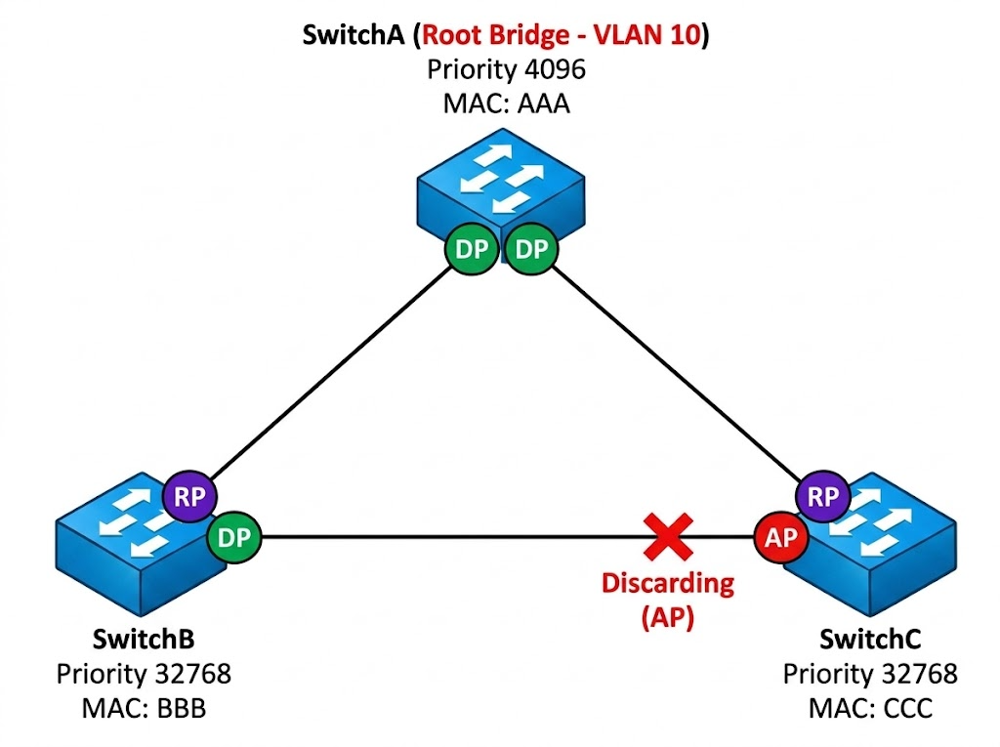 SwitchA (Root Bridge - VLAN 10)
Priority 4096
MAC: AAA
DP
DP
RP
DP
RP
AP
Discarding
(AP)
SwitchB
Priority 32768
MAC: BBB
SwitchC
Priority 32768
MAC: CCC